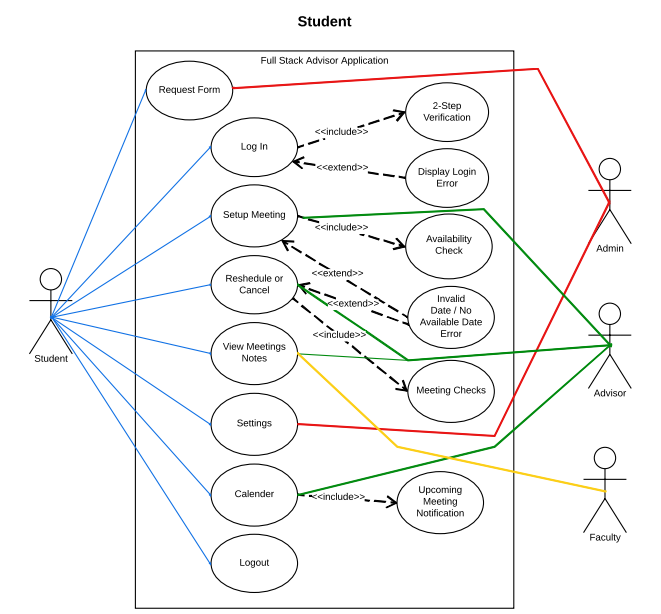 Student
Full Stack Advisor Application
Request Form
2-Step
Verification
<<include>>
Log In
<<extend>>
Display Login
Error
Setup Meeting
<<include>>
Availability
Check
Admin
Reshedule or
Cancel
<<extend>>
<<extend>>
Invalid
Date / No
Available Date
Error
<<include>>
View Meetings
Notes
Student
Meeting Checks
Advisor
Settings
Calender
<<include>>
Upcoming
Meeting
Notification
Faculty
Logout